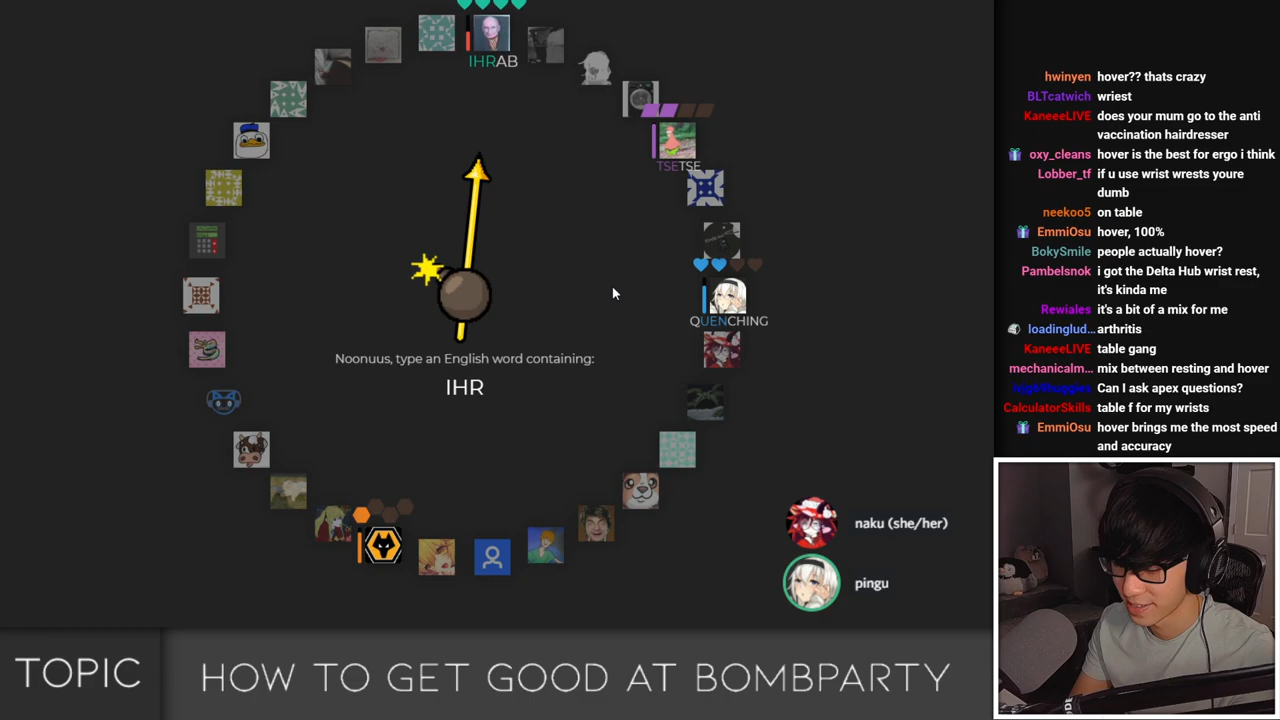 IHRAB
TSETSE
QUENCHING
Noonuus, type an English word containing:
IHR
naku (she/her)
pingu
TOPIC
HOW TO GET GOOD AT BOMBPARTY
hwinyen hover?? thats crazy
BLTcatwich wriest
KaneeeLIVE does your mum go to the anti
vaccination hairdresser
oxy_cleans hover is the best for ergo i think
Lobber_tf if u use wrist wrests youre
dumb
neekoo5 on table
EmmiOsu hover, 100%
BokySmile people actually hover?
Pambelsnok i got the Delta Hub wrist rest,
it's kinda me
Rewiales it's a bit of a mix for me
loadinglud... arthritis
KaneeeLIVE table gang
mechanicalm... mix between resting and hover
Can I ask apex questions?
CalculatorSkills table f for my wrists
EmmiOsu hover brings me the most speed
and accuracy